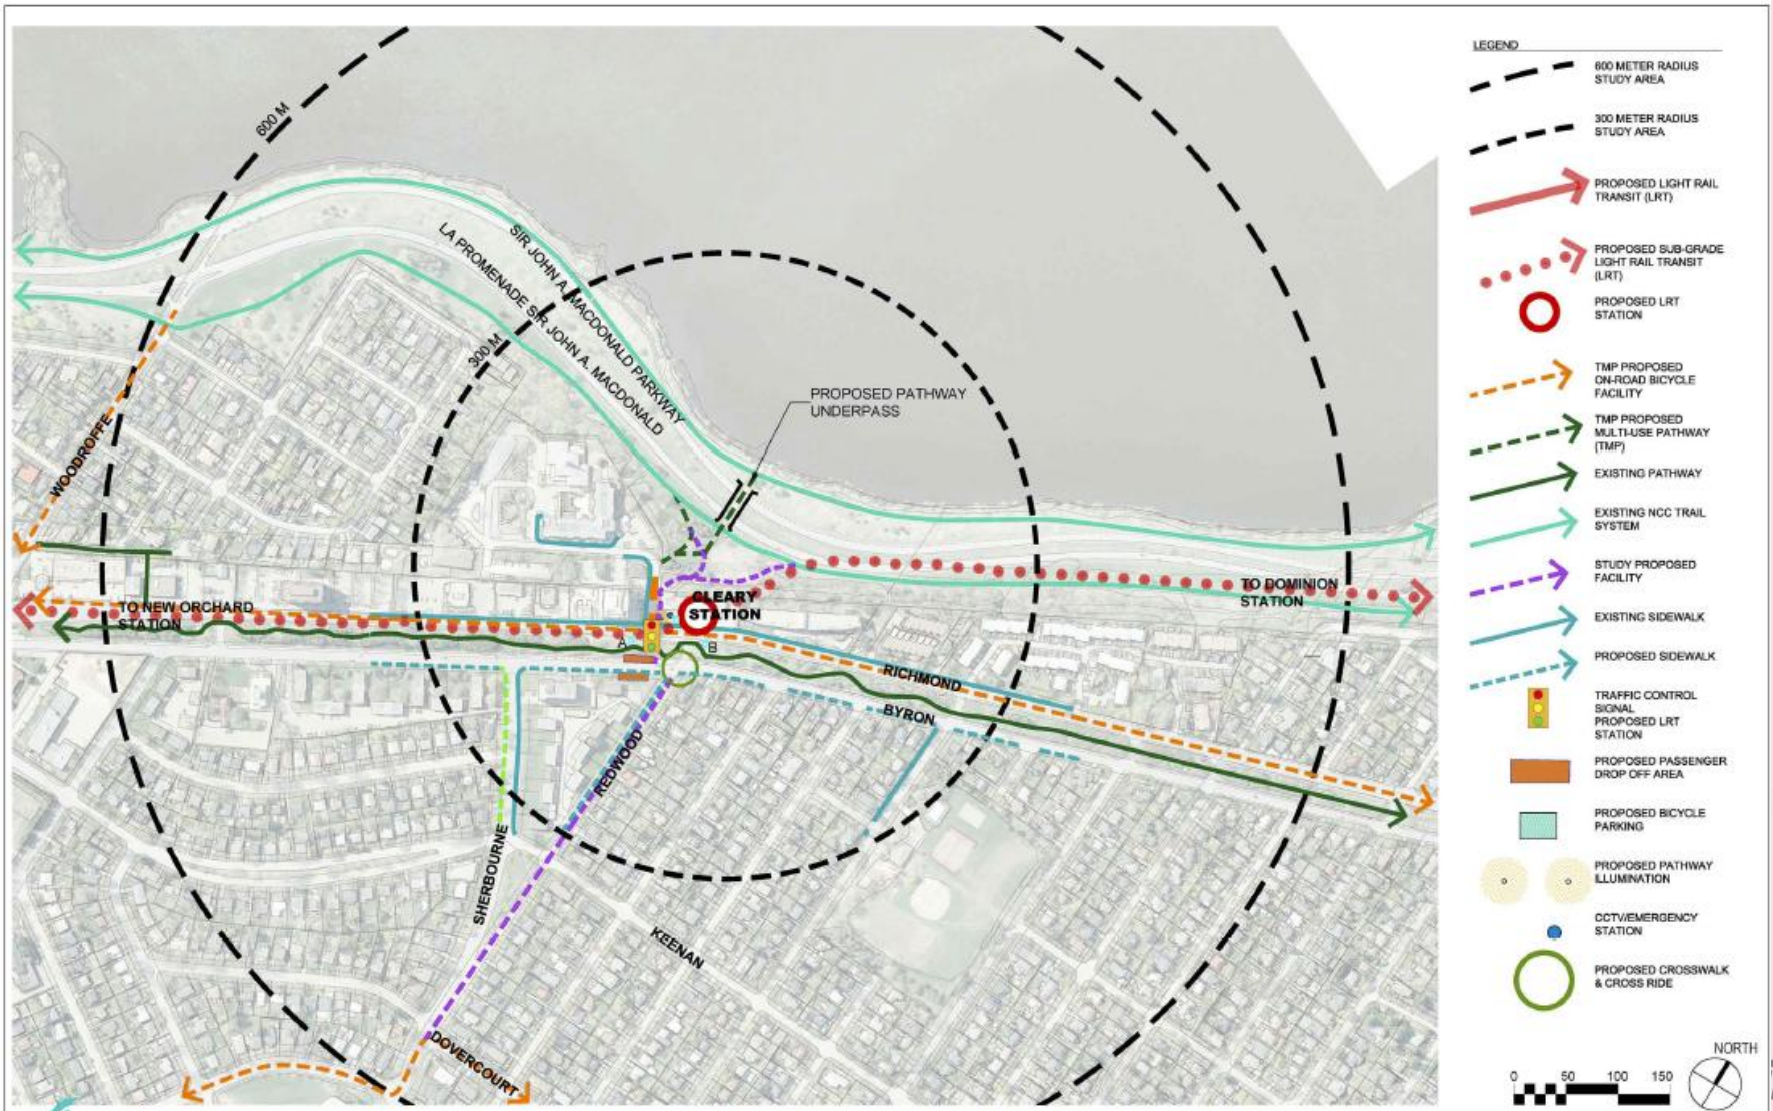 600 M
SIR JOHN A. MACDONALD PARKWAY
LA PROMENADE SIR JOHN A. MACDONALD
300 M
PROPOSED PATHWAY
UNDERPASS
WOODROFFE
CLEARY
STATION
TO DOMINION
STATION
TO NEW ORCHARD
STATION
A
B
RICHMOND
BYRON
REDWOOD
SHERBOURNE
KEENAN
DOVERCOURT
LEGEND
600 METER RADIUS
STUDY AREA
300 METER RADIUS
STUDY AREA
PROPOSED LIGHT RAIL
TRANSIT (LRT)
PROPOSED SUB-GRADE
LIGHT RAIL TRANSIT
(LRT)
PROPOSED LRT
STATION
TMP PROPOSED
ON-ROAD BICYCLE
FACILITY
TMP PROPOSED
MULTI-USE PATHWAY
(TMP)
EXISTING PATHWAY
EXISTING NCC TRAIL
SYSTEM
STUDY PROPOSED
FACILITY
EXISTING SIDEWALK
PROPOSED SIDEWALK
TRAFFIC CONTROL
SIGNAL
PROPOSED LRT
STATION
PROPOSED PASSENGER
DROP OFF AREA
PROPOSED BICYCLE
PARKING
PROPOSED PATHWAY
ILLUMINATION
CCTV/EMERGENCY
STATION
PROPOSED CROSSWALK
& CROSS RIDE
NORTH
0 50 100 150